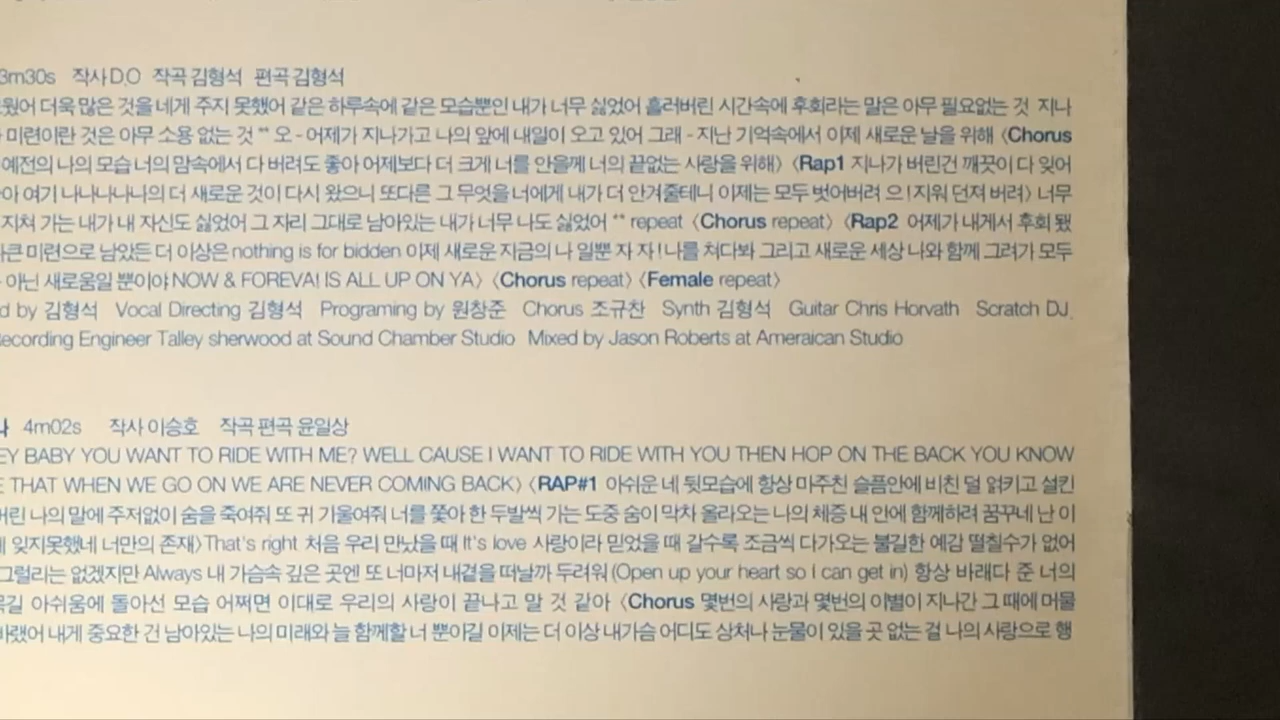 3m30s 작사 D.O 작곡 김형석 편곡 김형석
웠어 더욱 많은 것을 네게 주지 못했어 같은 하루속에 같은 모습뿐인 내가 너무 싫었어 흘러버린 시간속에 후회라는 말은 아무 필요없는 것 지나
미련이란 것은 아무 소용 없는 것 ** 오 - 어제가 지나가고 나의 앞에 내일이 오고 있어 그래 - 지난 기억속에서 이제 새로운 날을 위해 〈Chorus
예전의 나의 모습 너의 맘속에서 다 버려도 좋아 어제보다 더 크게 너를 안을께 너의 끝없는 사랑을 위해〉 〈Rap1 지나가 버린건 깨끗이 다 잊어
아 여기 나나나나나의 더 새로운 것이 다시 왔으니 또다른 그 무엇을 너에게 내가 더 안겨줄테니 이제는 모두 벗어버려 으! 지워 던져 버려〉 너무
지쳐 가는 내가 내 자신도 싫었어 그 자리 그대로 남아있는 내가 너무 나도 싫었어 ** repeat 〈Chorus repeat〉 〈Rap2 어제가 내게서 후회 됐
큰 미련으로 남았든 더 이상은 nothing is for bidden 이제 새로운 지금의 나 일뿐 자 자! 나를 쳐다봐 그리고 새로운 세상 나와 함께 그려가 모두
아닌 새로움일 뿐이야 NOW & FOREVA! IS ALL UP ON YA〉 〈Chorus repeat〉 〈Female repeat〉
d by 김형석 Vocal Directing 김형석 Programing by 원창준 Chorus 조규찬 Synth 김형석 Guitar Chris Horvath Scratch DJ.
ecording Engineer Talley sherwood at Sound Chamber Studio Mixed by Jason Roberts at Ameraican Studio
4m02s 작사 이승호 작곡 편곡 윤일상
EY BABY YOU WANT TO RIDE WITH ME? WELL CAUSE I WANT TO RIDE WITH YOU THEN HOP ON THE BACK YOU KNOW
E THAT WHEN WE GO ON WE ARE NEVER COMING BACK〉 〈RAP#1 아쉬운 네 뒷모습에 항상 마주친 슬픔안에 비친 덜 얽키고 설킨
버린 나의 말에 주저없이 숨을 죽여줘 또 귀 기울여줘 너를 쫓아 한 두발씩 가는 도중 숨이 막차 올라오는 나의 체증 내 안에 함께하려 꿈꾸네 난 이
잊지못했네 너만의 존재〉 That's right 처음 우리 만났을 때 It's love 사랑이라 믿었을 때 갈수록 조금씩 다가오는 불길한 예감 떨칠수가 없어
그럴리는 없겠지만 Always 내 가슴속 깊은 곳엔 또 너마저 내곁을 떠날까 두려워 (Open up your heart so I can get in) 항상 바래다 준 너의
길 아쉬움에 돌아선 모습 어쩌면 이대로 우리의 사랑이 끝나고 말 것 같아 〈Chorus 몇번의 사랑과 몇번의 이별이 지나간 그 때에 머물
바랬어 내게 중요한 건 남아있는 나의 미래와 늘 함께할 너 뿐이길 이제는 더 이상 내가슴 어디도 상처나 눈물이 있을 곳 없는 걸 나의 사랑으로 행